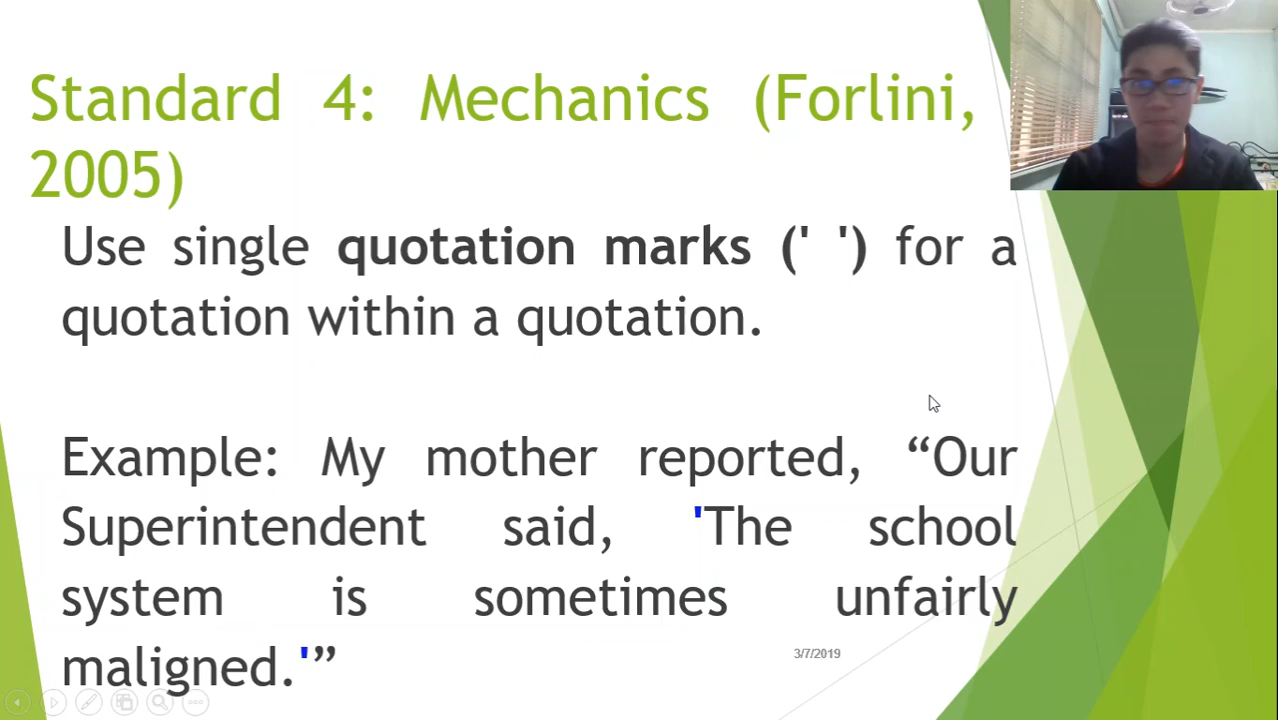 Standard 4: Mechanics (Forlini,
2005)
Use single quotation marks (' ') for a
quotation within a quotation.
Example: My mother reported, “Our
Superintendent said, 'The school
system is sometimes unfairly
maligned.'”
3/7/2019